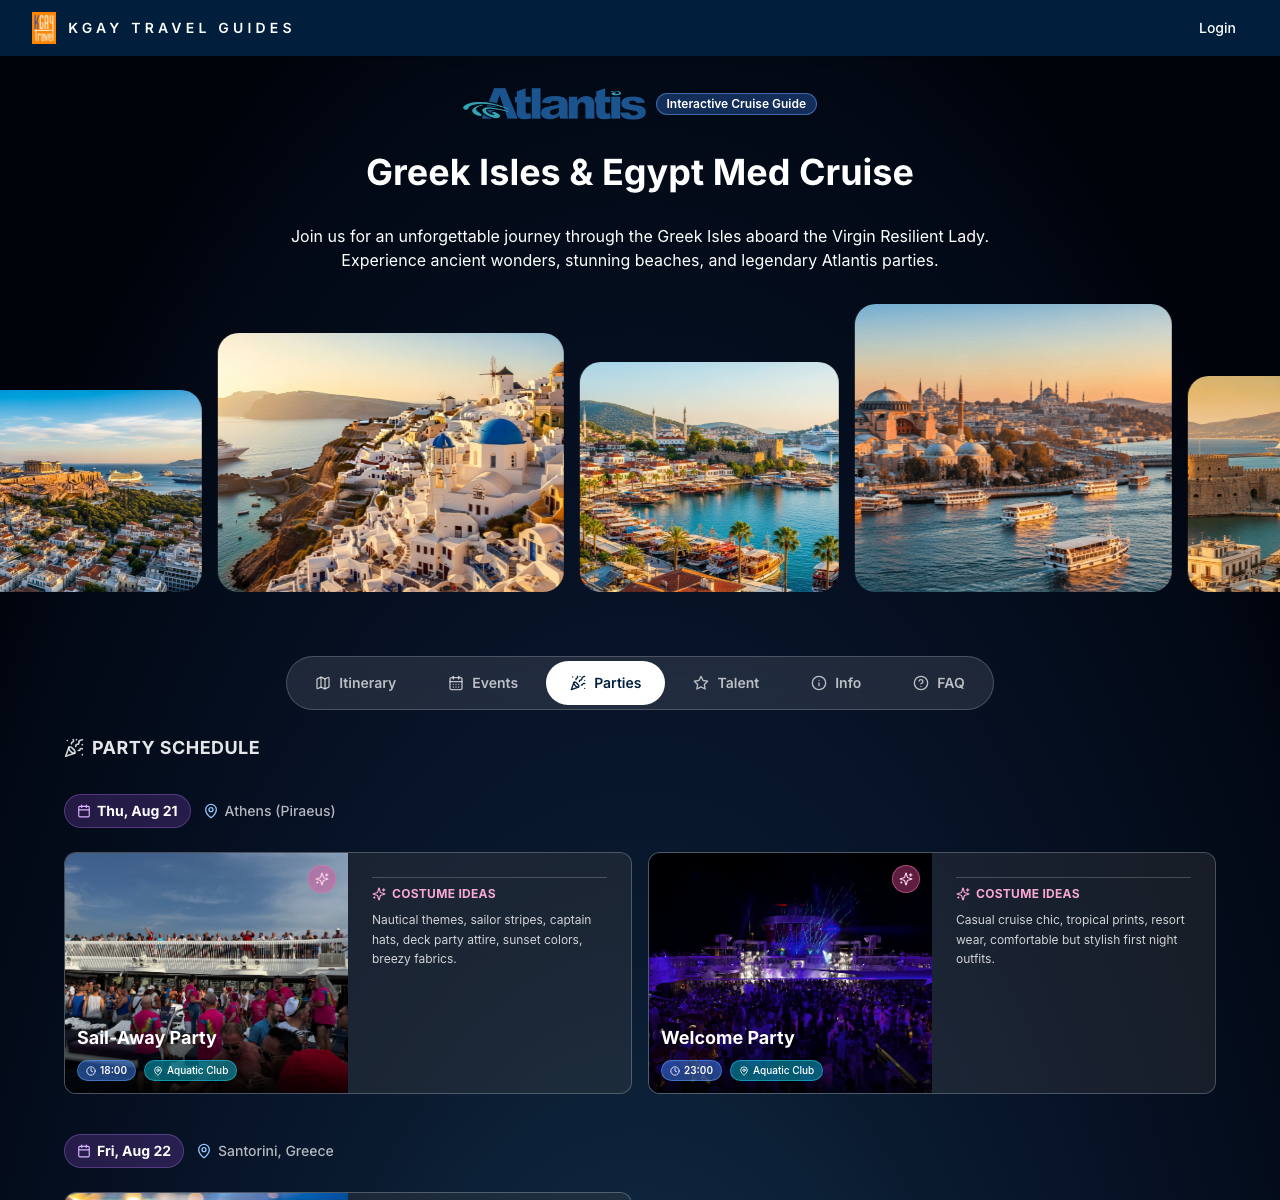 GAY
travel
KGAY TRAVEL GUIDES
Login
Atlantis
Interactive Cruise Guide
Greek Isles & Egypt Med Cruise
Join us for an unforgettable journey through the Greek Isles aboard the Virgin Resilient Lady.
Experience ancient wonders, stunning beaches, and legendary Atlantis parties.
Itinerary
Events
Parties
Talent
Info
FAQ
PARTY SCHEDULE
Thu, Aug 21
Athens (Piraeus)
Sail-Away Party
18:00
Aquatic Club
COSTUME IDEAS
Nautical themes, sailor stripes, captain
hats, deck party attire, sunset colors,
breezy fabrics.
Welcome Party
23:00
Aquatic Club
COSTUME IDEAS
Casual cruise chic, tropical prints, resort
wear, comfortable but stylish first night
outfits.
Fri, Aug 22
Santorini, Greece